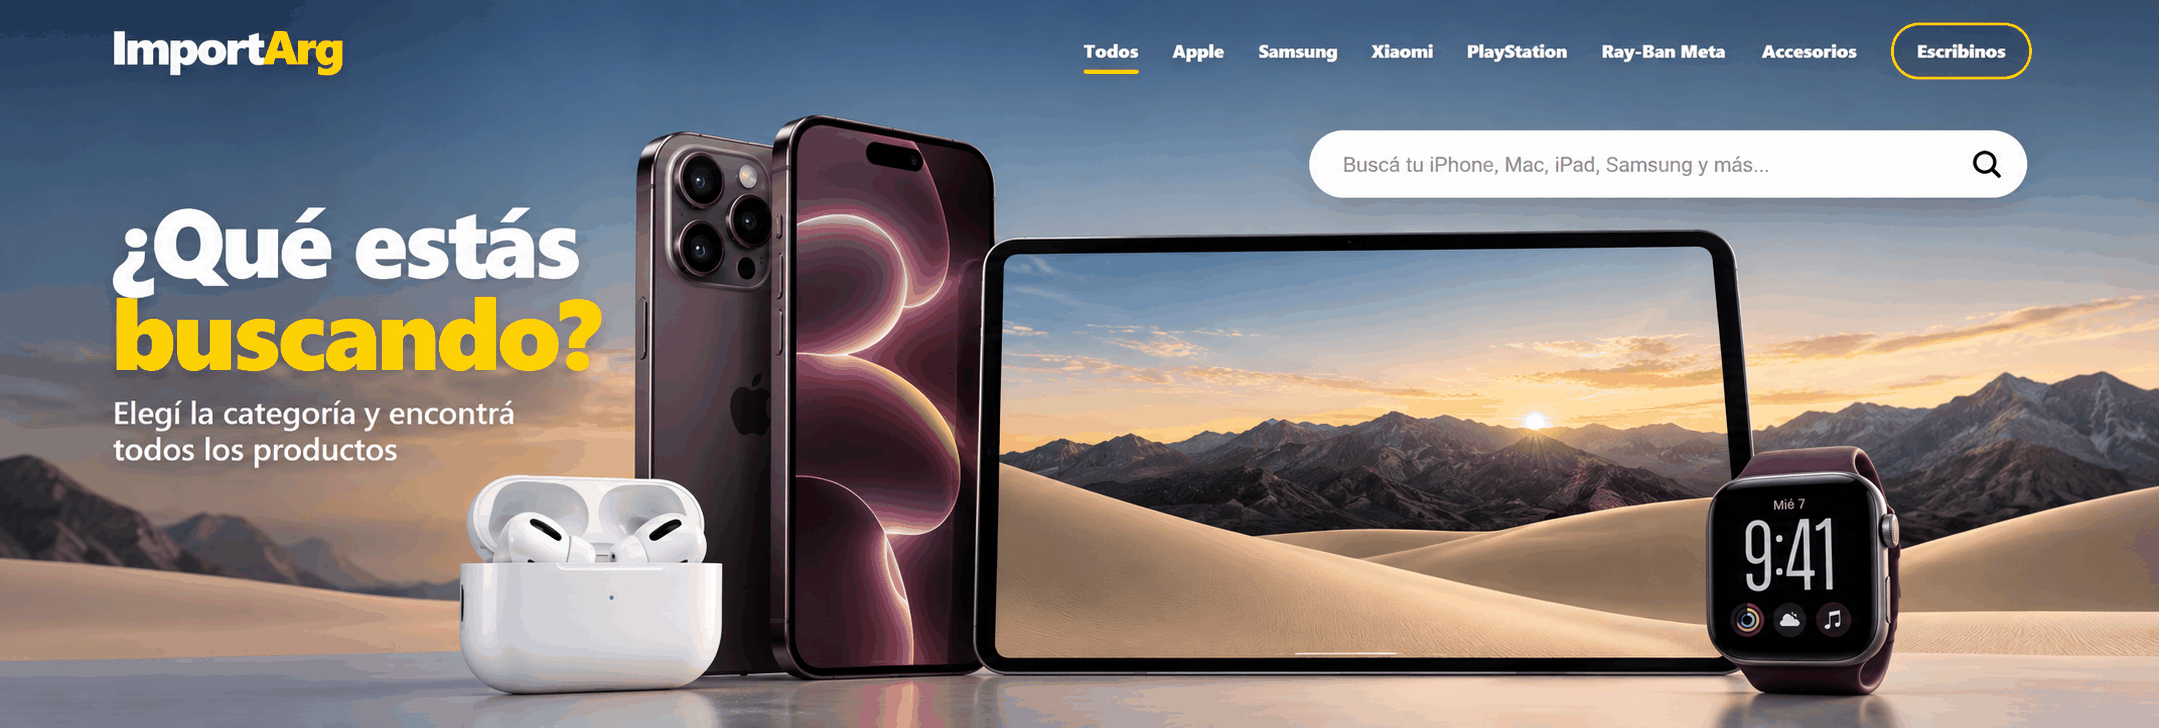 ImportArg
Todos Apple Samsung Xiaomi PlayStation Ray-Ban Meta Accesorios Escribinos
Buscá tu iPhone, Mac, iPad, Samsung y más...
¿Qué estás
buscando?
Elegí la categoría y encontrá
todos los productos
Mié 7
9:41